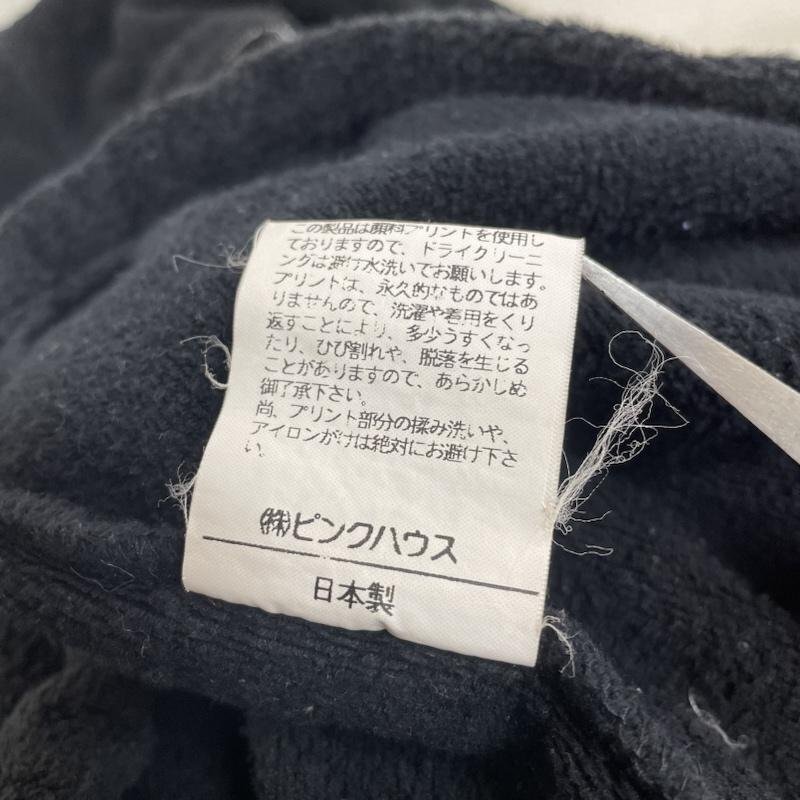 この製品は顔料プリントを使用し
ておりますので、ドライクリーニ
ングは避け水洗いでお願いします。
プリントは、永久的なものではあ
りませんので、洗濯や着用をくり
返すことにより、多少うすくなっ
たり、ひび割れや、脱落を生じる
ことがありますので、あらかじめ
御了承下さい。
尚、プリント部分の揉み洗いや、
アイロンがけは絶対にお避け下さ
い。
㈱ピンクハウス
日本製